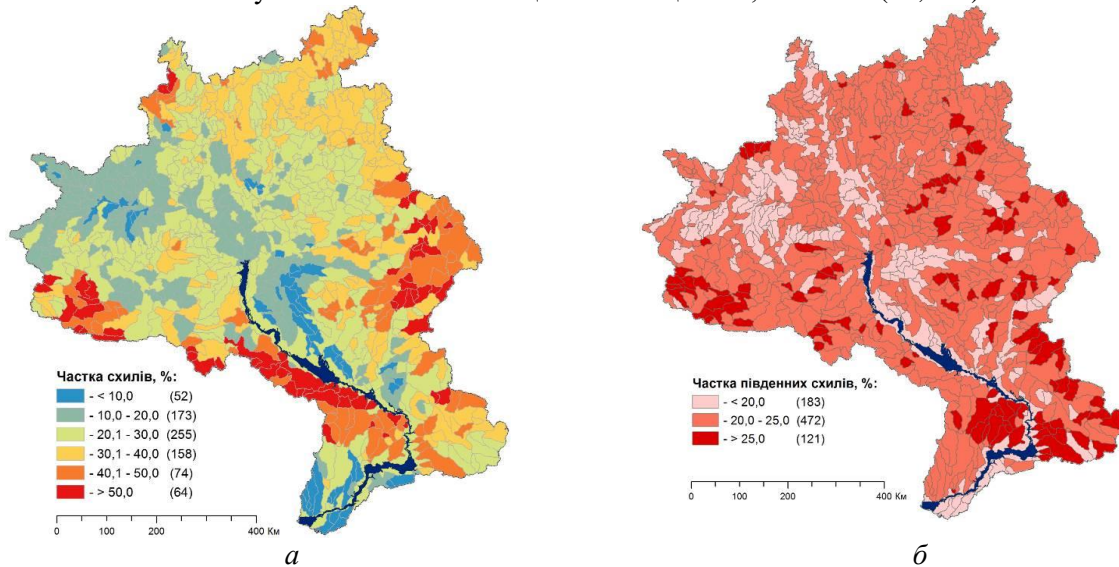 Частка схилів, %:
- < 10,0 (52)
- 10,0 - 20,0 (173)
- 20,1 - 30,0 (255)
- 30,1 - 40,0 (158)
- 40,1 - 50,0 (74)
- > 50,0 (64)
0 100 200 400 Км
а
Частка південних схилів, %:
- < 20,0 (183)
- 20,0 - 25,0 (472)
- > 25,0 (121)
0 100 200 400 Км
б